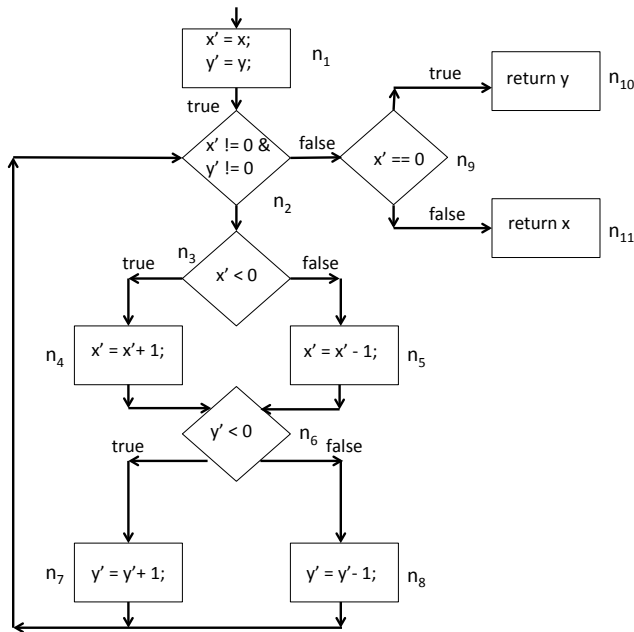 x' = x;
y' = y;
n1
true
x' != 0 &
y' != 0
n2
false
x' == 0
n9
true
return y
n10
false
return x
n11
n3
x' < 0
true
false
n4
x' = x'+ 1;
x' = x' - 1;
n5
y' < 0
n6
true
false
n7
y' = y'+ 1;
y' = y'- 1;
n8